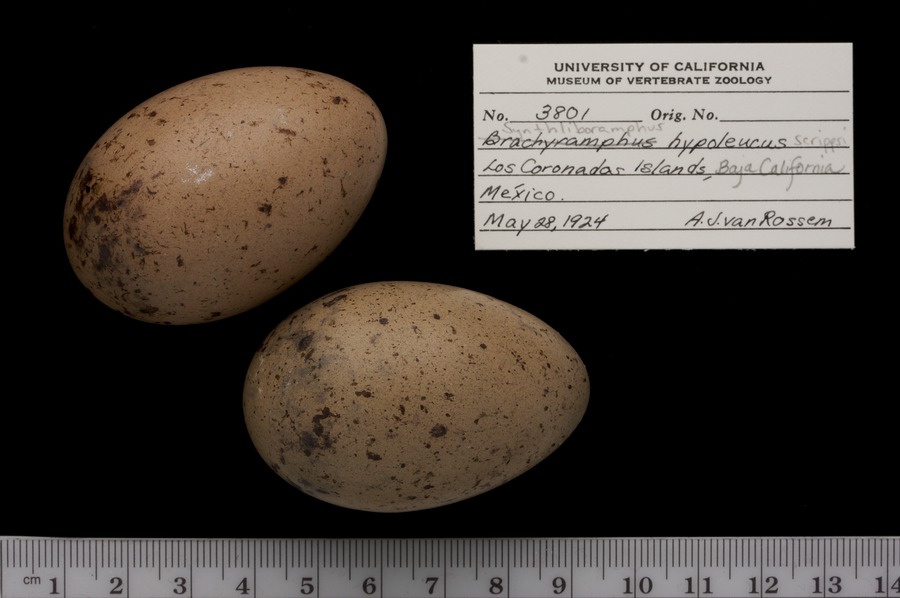 UNIVERSITY OF CALIFORNIA
MUSEUM OF VERTEBRATE ZOOLOGY
No. 3801 Orig. No.
Synthliboramphus
Brachyramphus hypoleucus scrippsi
Los Coronados Islands, Baja California
México.
May 28, 1924 A.J. van Rossem
cm 1 2 3 4 5 6 7 8 9 10 11 12 13 14